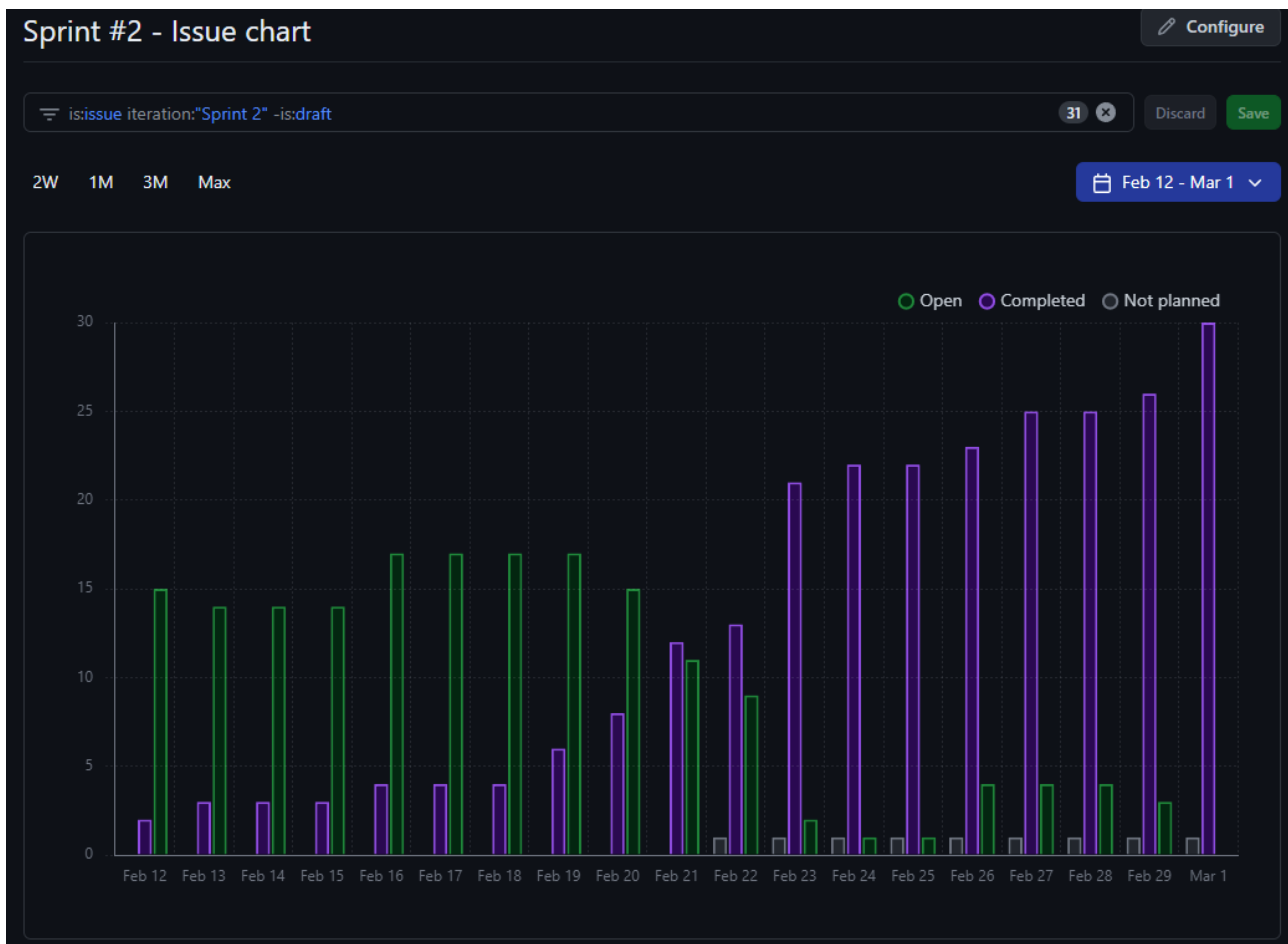 Sprint #2 - Issue chart
Configure
is:issue iteration:"Sprint 2" -is:draft
31
Discard
Save
2W 1M 3M Max
Feb 12 - Mar 1
Open Completed Not planned
30
25
20
15
10
5
0
Feb 12 Feb 13 Feb 14 Feb 15 Feb 16 Feb 17 Feb 18 Feb 19 Feb 20 Feb 21 Feb 22 Feb 23 Feb 24 Feb 25 Feb 26 Feb 27 Feb 28 Feb 29 Mar 1